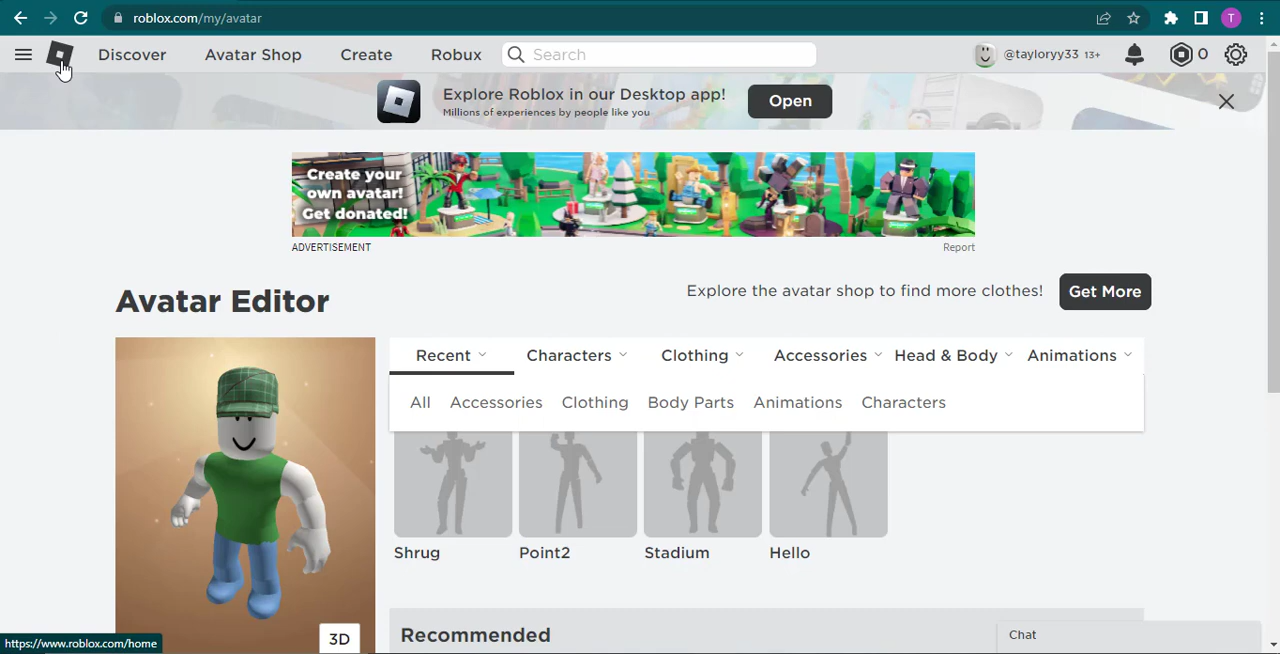 roblox.com/my/avatar
T
Discover Avatar Shop Create Robux Search @tayloryy33 13+ 0
Explore Roblox in our Desktop app!
Millions of experiences by people like you
Open
Create your
own avatar!
Get donated!
ADVERTISEMENT Report
Avatar Editor
Explore the avatar shop to find more clothes! Get More
Recent Characters Clothing Accessories Head & Body Animations
All Accessories Clothing Body Parts Animations Characters
Shrug Point2 Stadium Hello
3D
Recommended
Chat
https://www.roblox.com/home